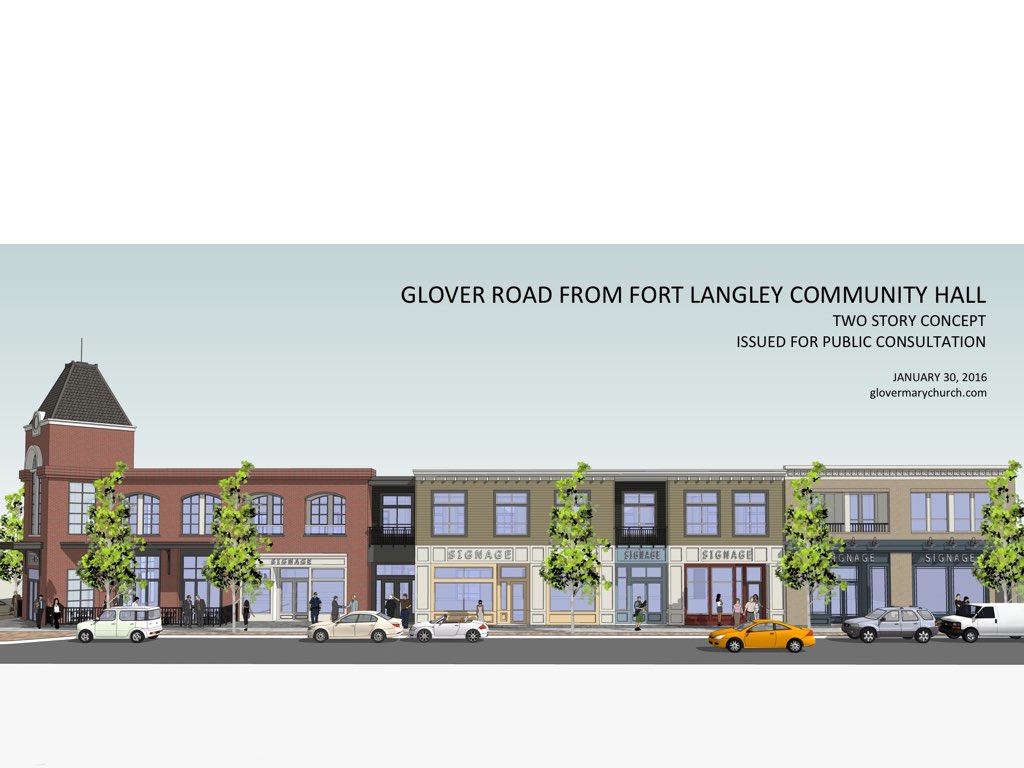 GLOVER ROAD FROM FORT LANGLEY COMMUNITY HALL
TWO STORY CONCEPT
ISSUED FOR PUBLIC CONSULTATION
JANUARY 30, 2016
glovermarychurch.com
SIGNAGE
SIGNAGE
SIGNAGE
SIGNAGE
SIGNAGE
SIGNAGE